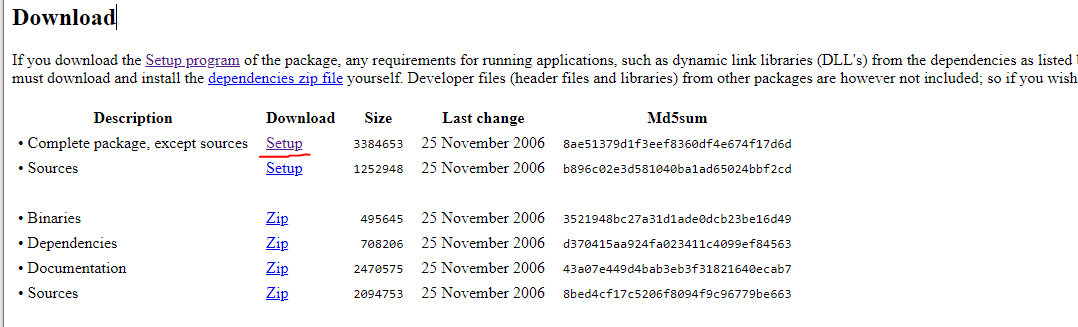 Download
If you download the Setup program of the package, any requirements for running applications, such as dynamic link libraries (DLL's) from the dependencies as listed
must download and install the dependencies zip file yourself. Developer files (header files and libraries) from other packages are however not included; so if you wish
Description Download Size Last change Md5sum
• Complete package, except sources Setup 3384653 25 November 2006 8ae51379d1f3eef8360df4e674f17d6d
• Sources Setup 1252948 25 November 2006 b896c02e3d581040ba1ad65024bbf2cd
• Binaries Zip 495645 25 November 2006 3521948bc27a31d1ade0dcb23be16d49
• Dependencies Zip 708206 25 November 2006 d370415aa924fa023411c4099ef84563
• Documentation Zip 2470575 25 November 2006 43a07e449d4bab3eb3f31821640ecab7
• Sources Zip 2094753 25 November 2006 8bed4cf17c5206f8094f9c96779be663